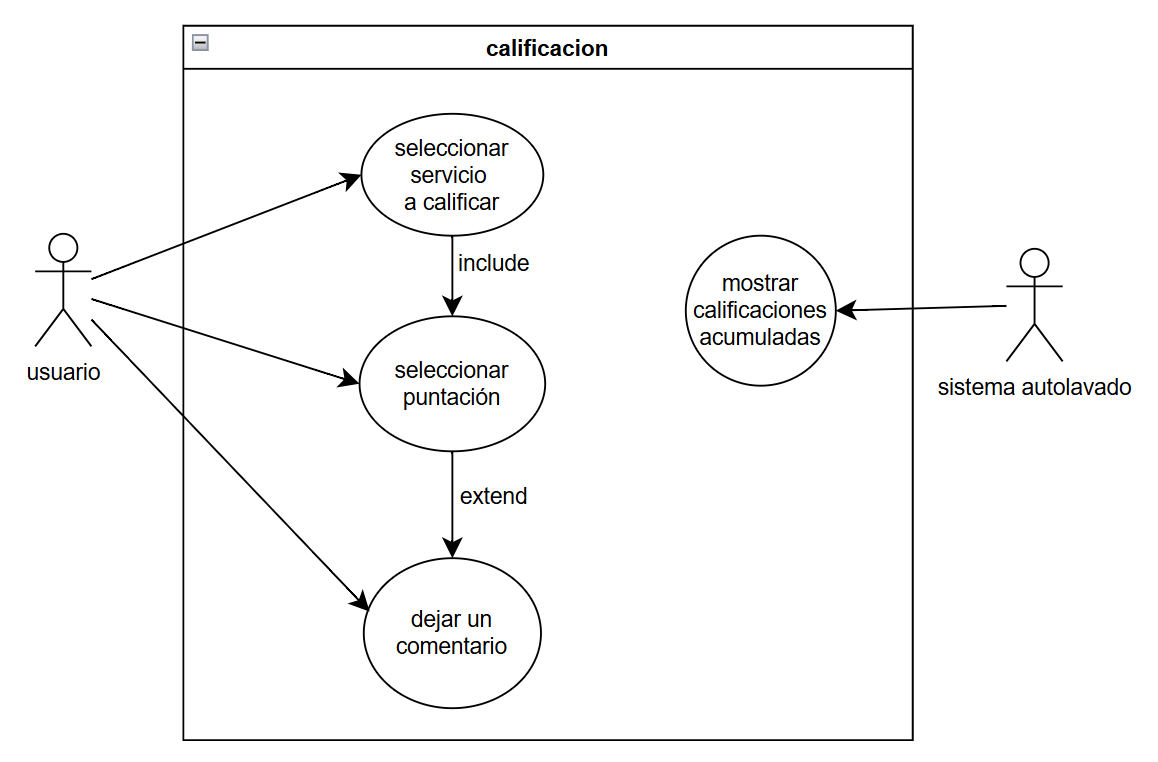 calificacion
seleccionar
servicio
a calificar
include
mostrar
calificaciones
acumuladas
usuario
seleccionar
puntación
sistema autolavado
extend
dejar un
comentario